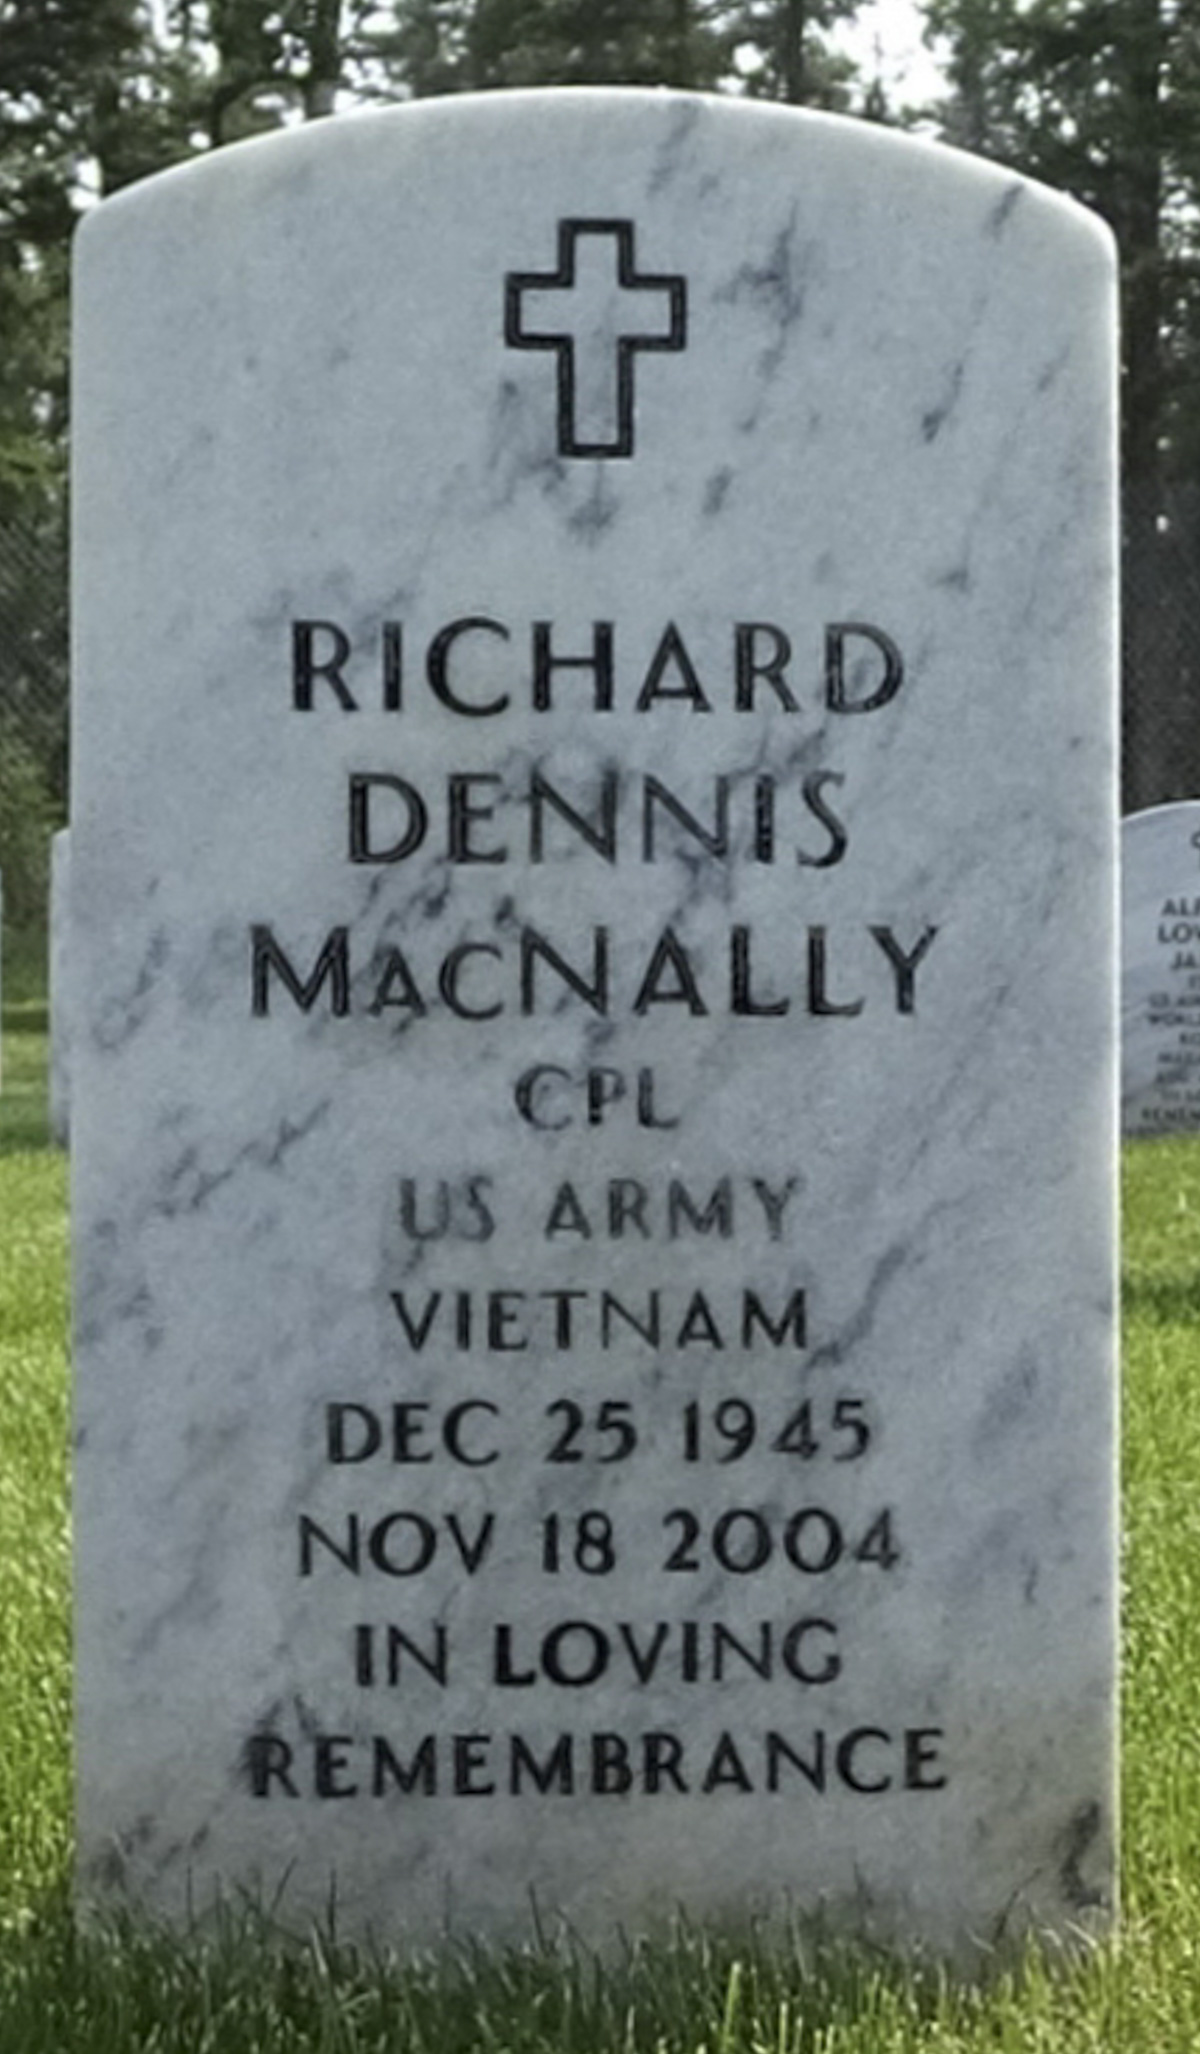 RICHARD
DENNIS
MACNALLY
CPL
US ARMY
VIETNAM
DEC 25 1945
NOV 18 2004
IN LOVING
REMEMBRANCE